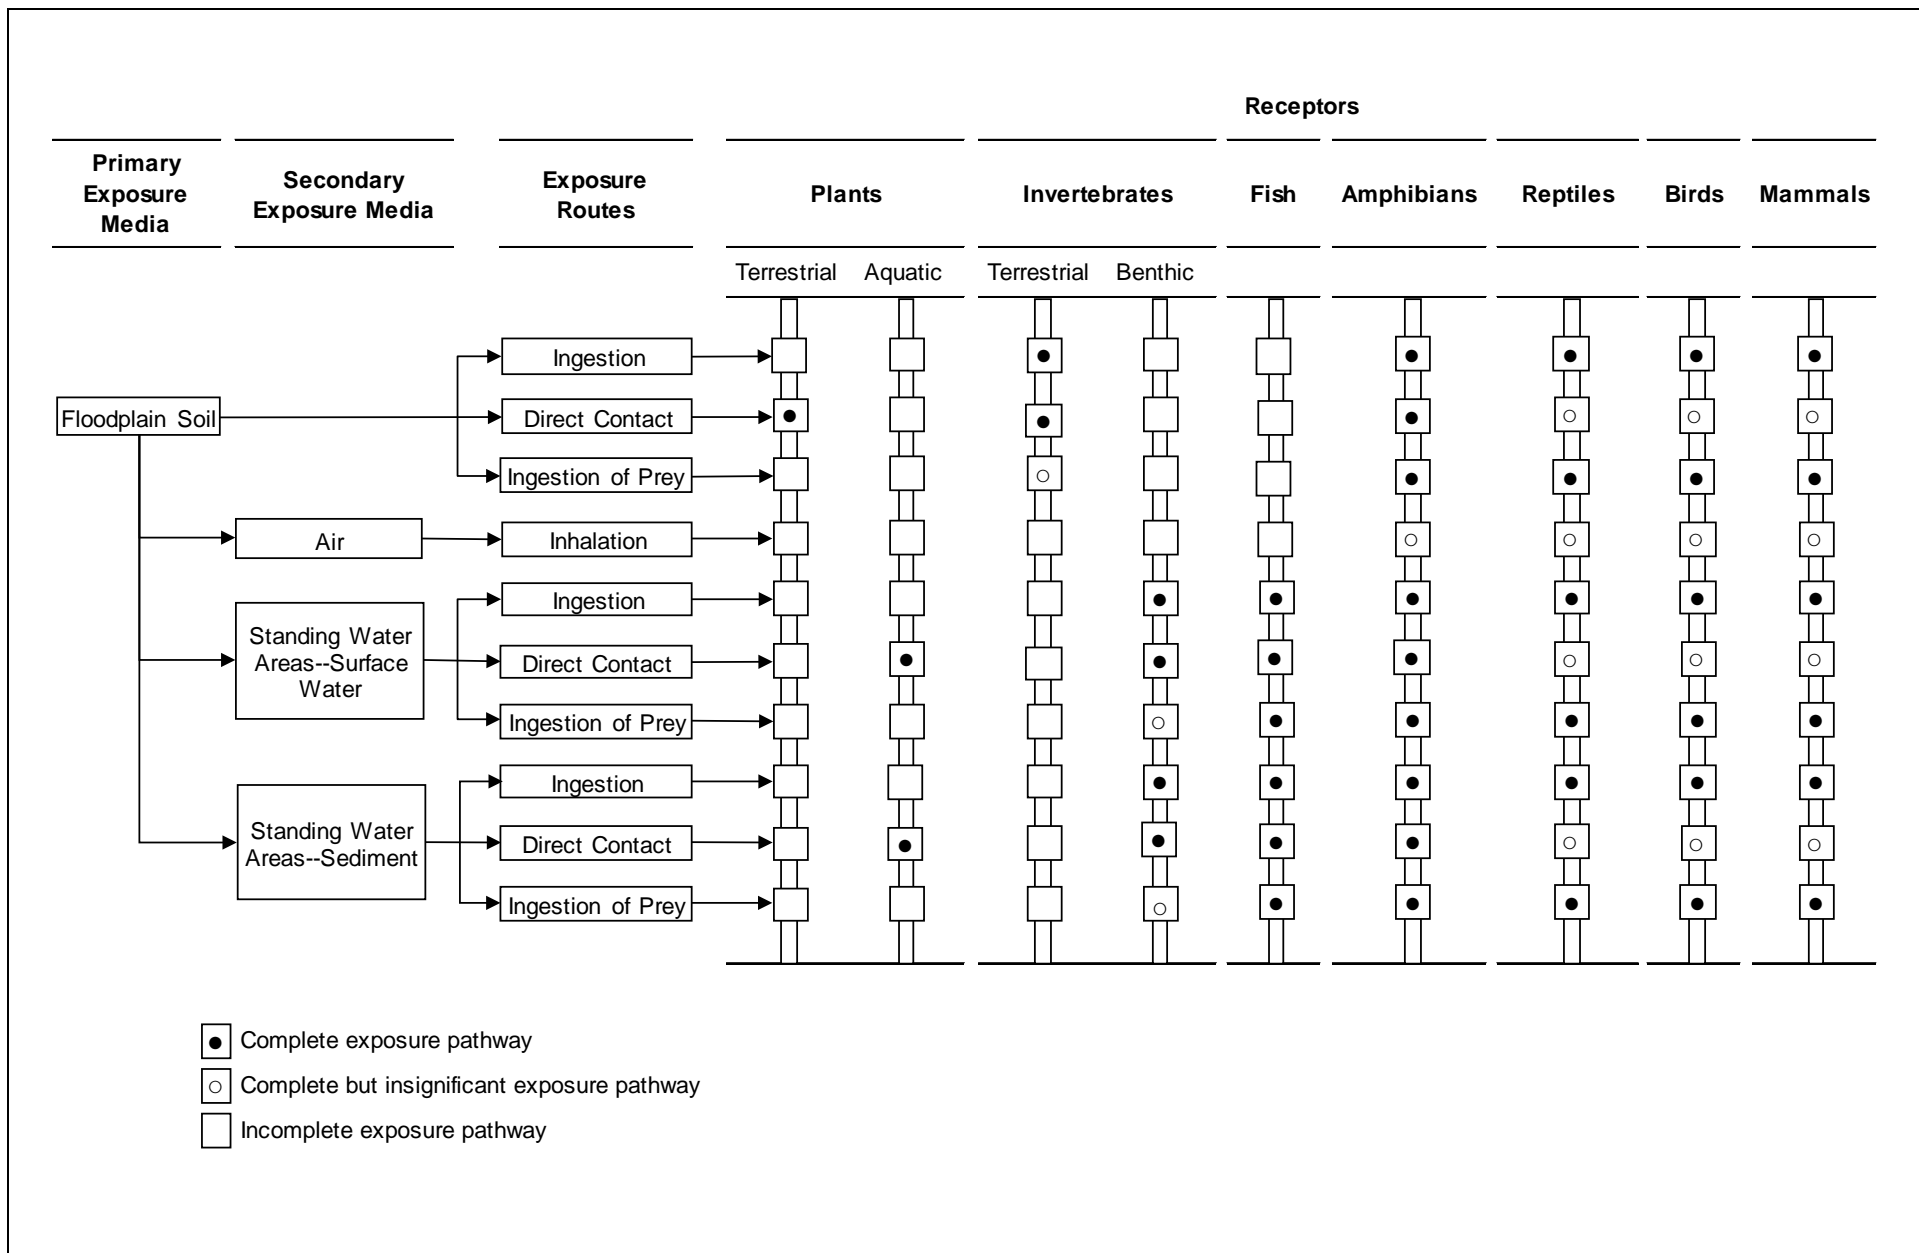 Receptors
Primary
Exposure
Media
Secondary
Exposure Media
Exposure
Routes
Plants
Invertebrates
Fish
Amphibians
Reptiles
Birds
Mammals
Terrestrial
Aquatic
Terrestrial
Benthic
Floodplain Soil
Ingestion
Direct Contact
Ingestion of Prey
Air
Inhalation
Standing Water
Areas--Surface
Water
Ingestion
Direct Contact
Ingestion of Prey
Standing Water
Areas--Sediment
Ingestion
Direct Contact
Ingestion of Prey
Complete exposure pathway
Complete but insignificant exposure pathway
Incomplete exposure pathway